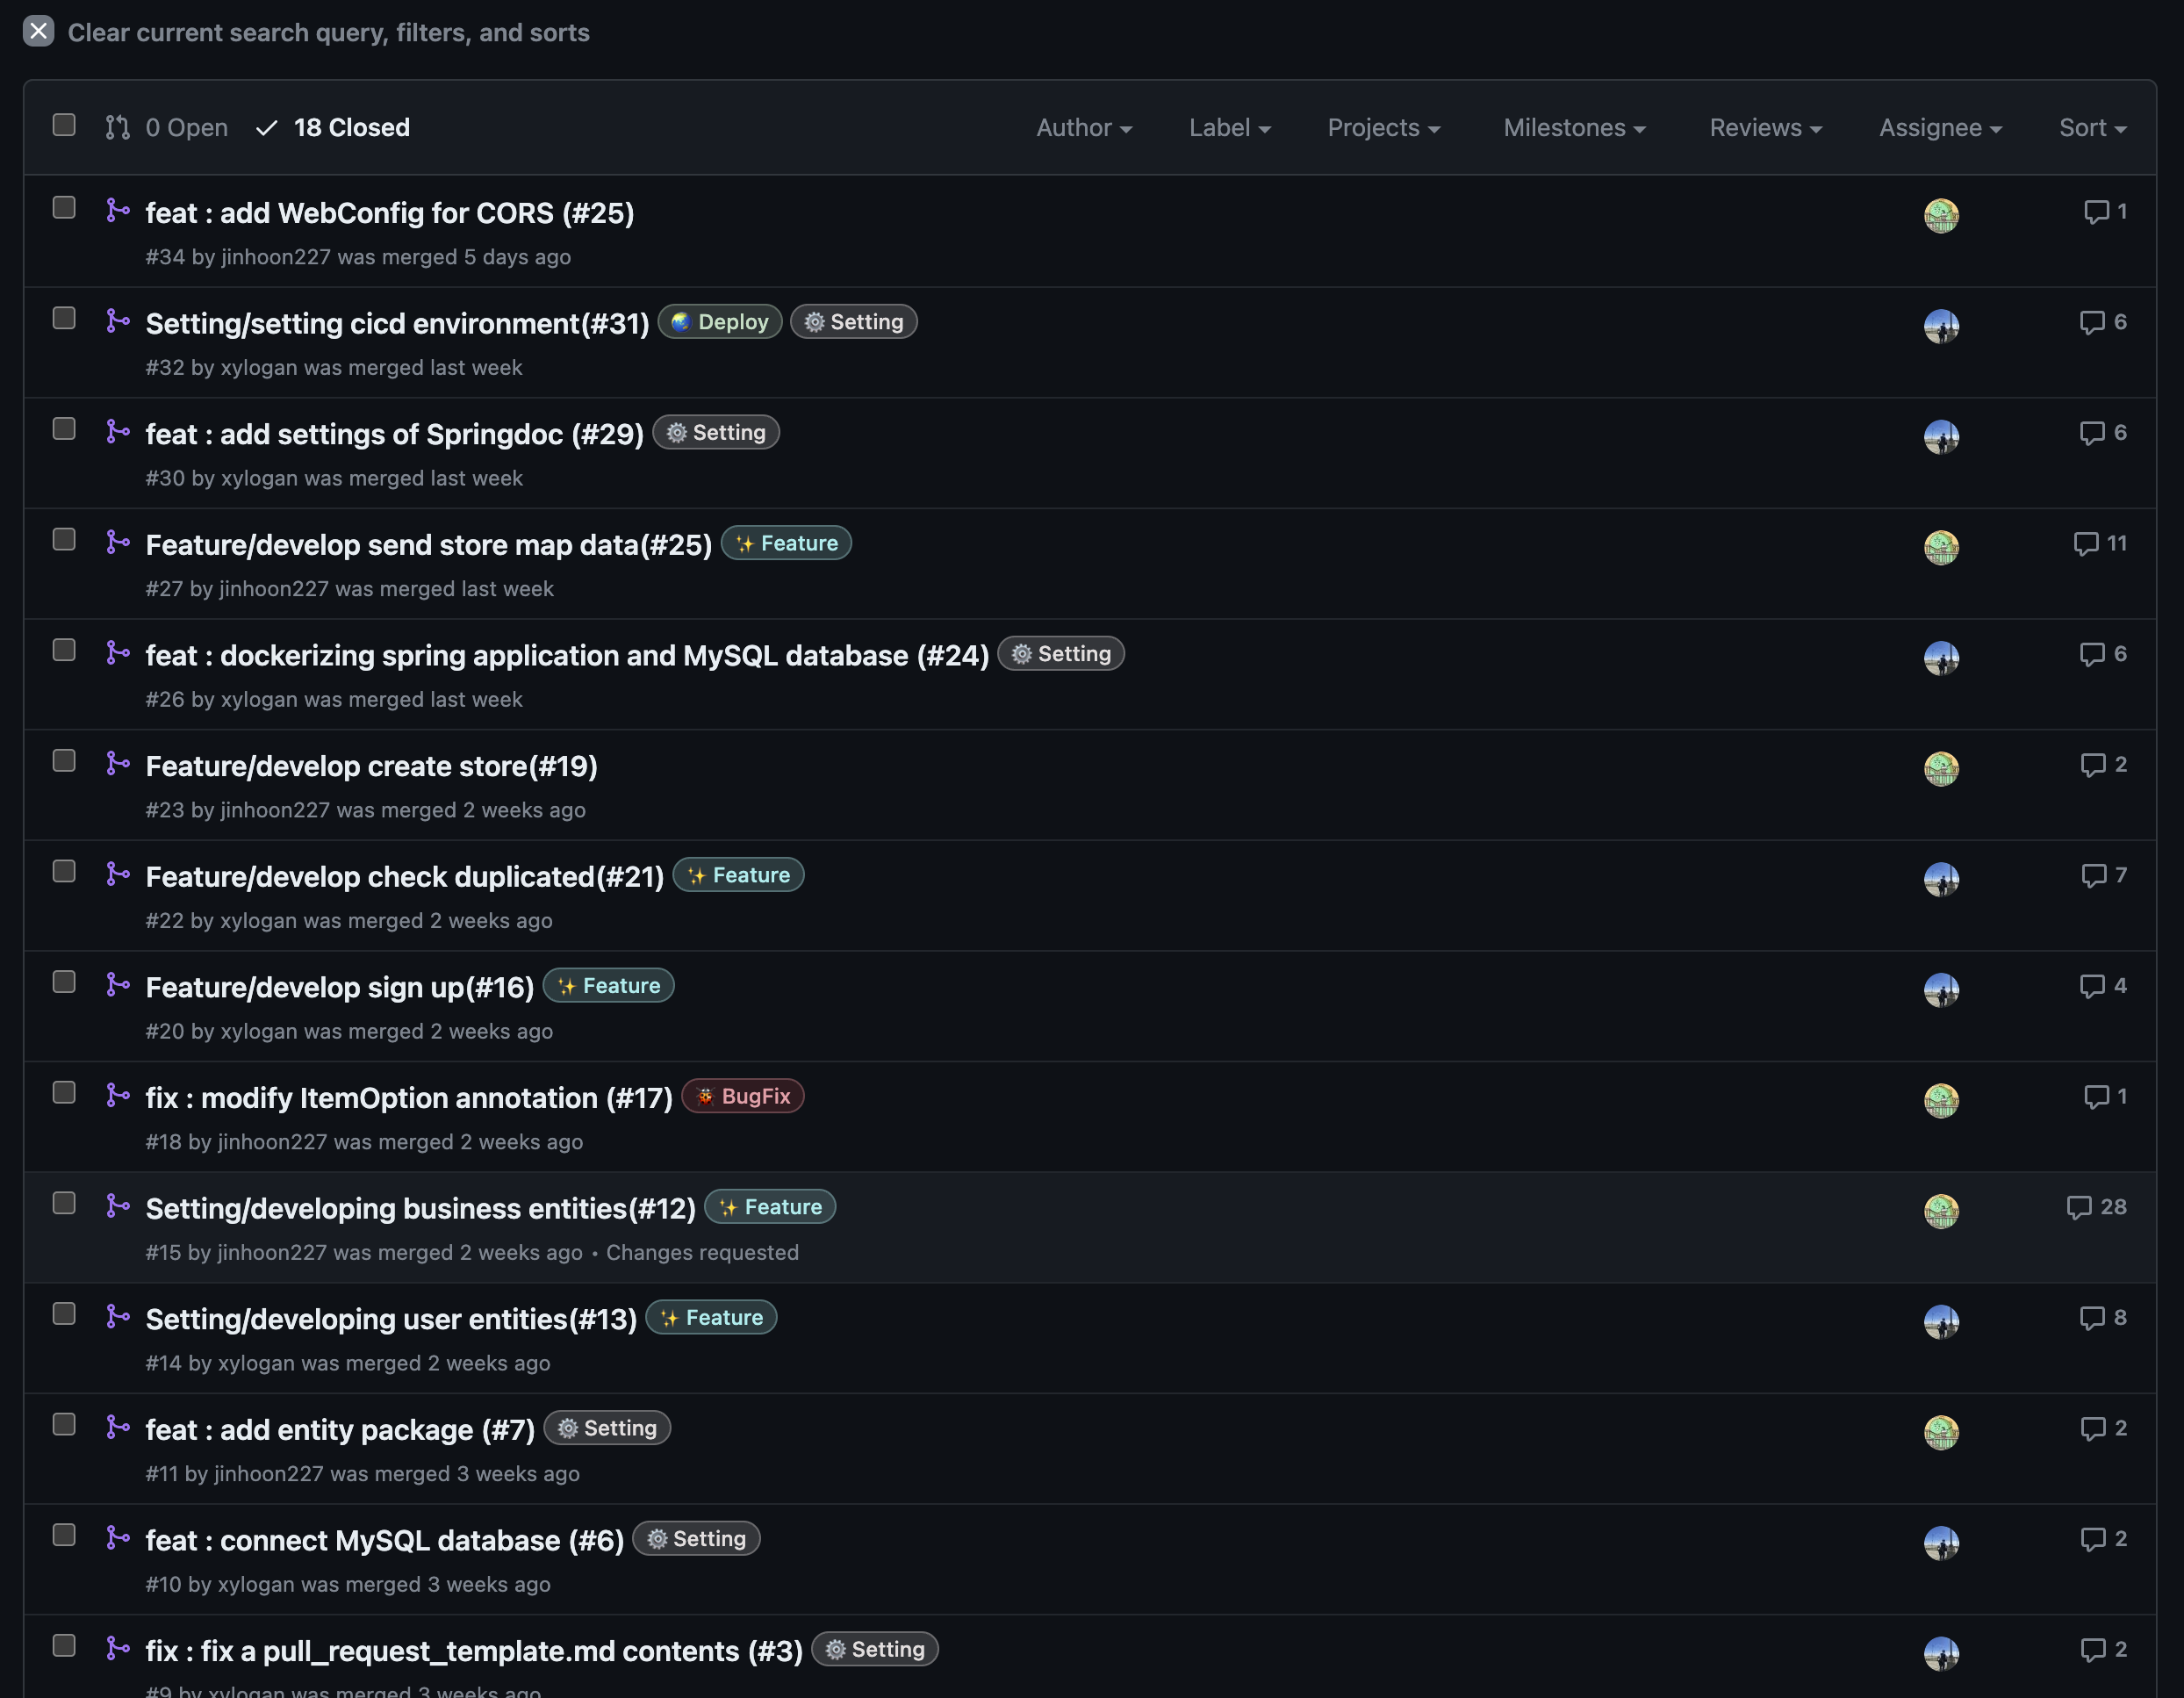 Clear current search query, filters, and sorts
0 Open 18 Closed Author Label Projects Milestones Reviews Assignee Sort
feat : add WebConfig for CORS (#25) 1
#34 by jinhoon227 was merged 5 days ago
Setting/setting cicd environment(#31) Deploy Setting 6
#32 by xylogan was merged last week
feat : add settings of Springdoc (#29) Setting 6
#30 by xylogan was merged last week
Feature/develop send store map data(#25) Feature 11
#27 by jinhoon227 was merged last week
feat : dockerizing spring application and MySQL database (#24) Setting 6
#26 by xylogan was merged last week
Feature/develop create store(#19) 2
#23 by jinhoon227 was merged 2 weeks ago
Feature/develop check duplicated(#21) Feature 7
#22 by xylogan was merged 2 weeks ago
Feature/develop sign up(#16) Feature 4
#20 by xylogan was merged 2 weeks ago
fix : modify ItemOption annotation (#17) BugFix 1
#18 by jinhoon227 was merged 2 weeks ago
Setting/developing business entities(#12) Feature 28
#15 by jinhoon227 was merged 2 weeks ago • Changes requested
Setting/developing user entities(#13) Feature 8
#14 by xylogan was merged 2 weeks ago
feat : add entity package (#7) Setting 2
#11 by jinhoon227 was merged 3 weeks ago
feat : connect MySQL database (#6) Setting 2
#10 by xylogan was merged 3 weeks ago
fix : fix a pull_request_template.md contents (#3) Setting 2
#9 by xylogan was merged 3 weeks ago